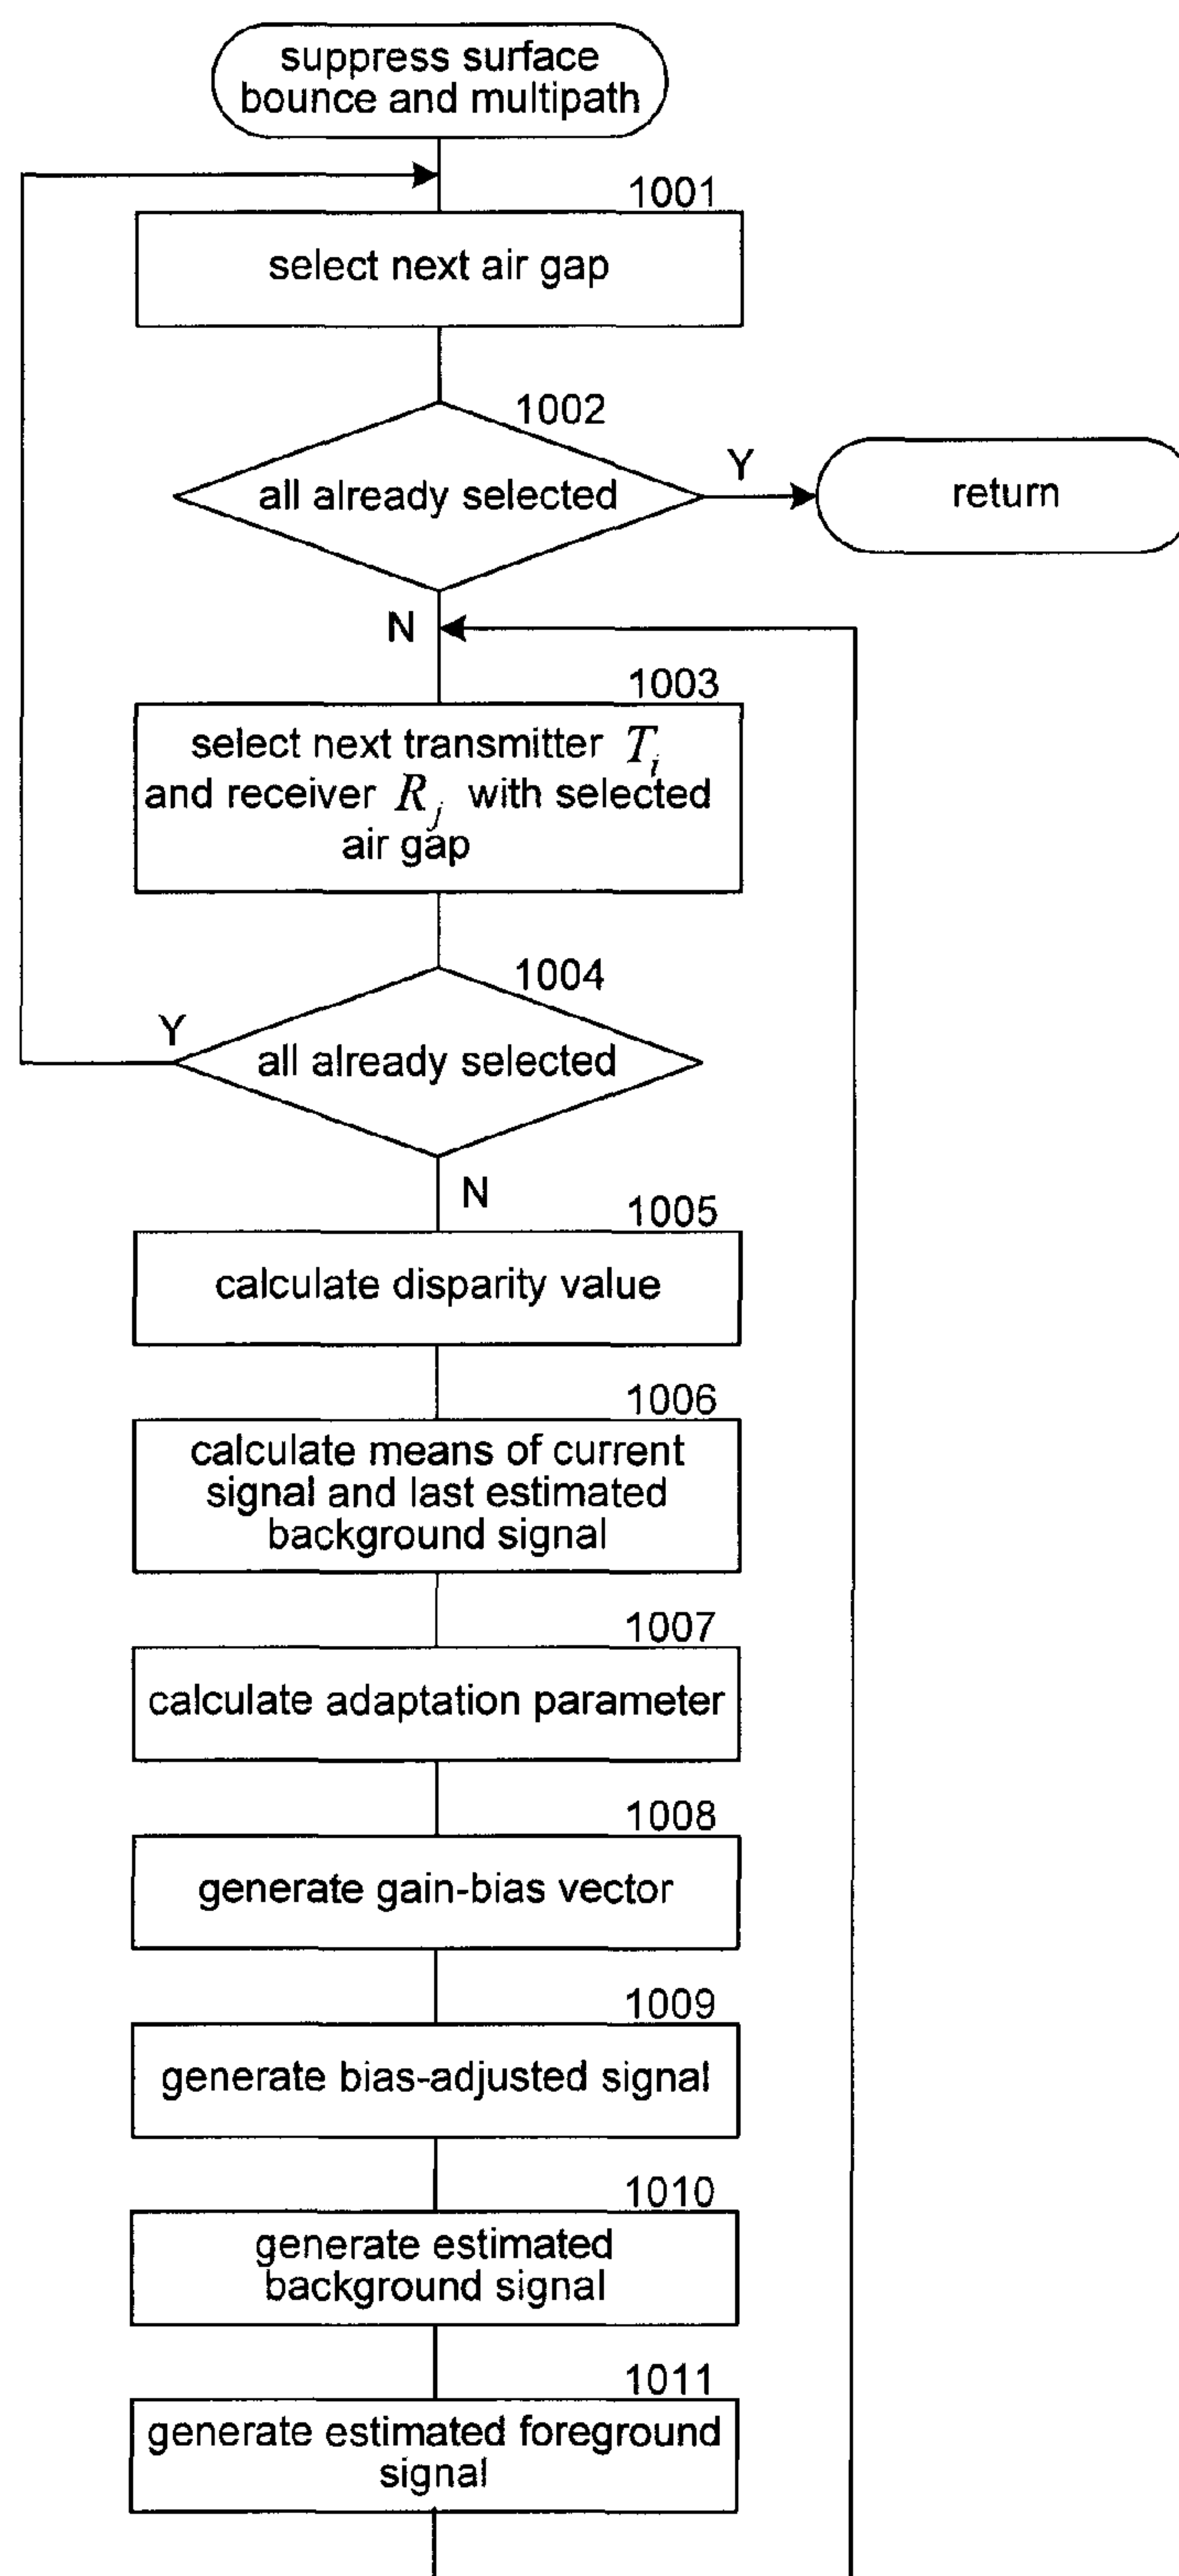 suppress surface
bounce and multipath
1001
select next air gap
1002
all already selected
Y
return
N
1003
select next transmitter T_i
and receiver R_j with selected
air gap
1004
Y
all already selected
N
1005
calculate disparity value
1006
calculate means of current
signal and last estimated
background signal
1007
calculate adaptation parameter
1008
generate gain-bias vector
1009
generate bias-adjusted signal
1010
generate estimated
background signal
1011
generate estimated foreground
signal